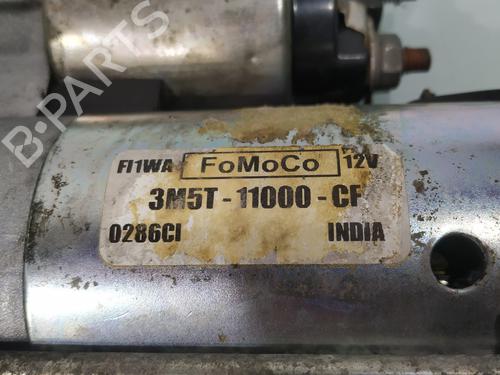 B-PARTS
FI1WA FoMoCo 12V
3M5T - 11000 - CF
0286CI INDIA